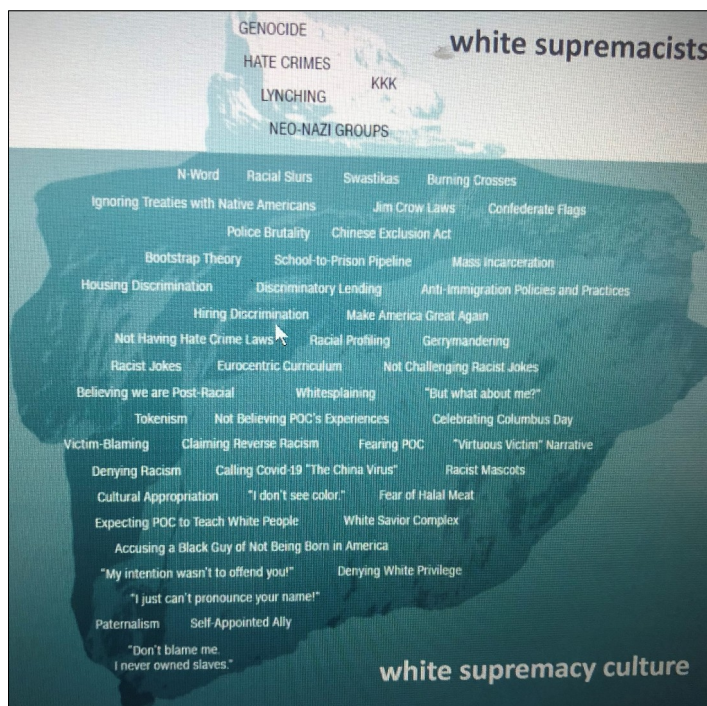 GENOCIDE
white supremacists
HATE CRIMES
KKK
LYNCHING
NEO-NAZI GROUPS
N-Word Racial Slurs Swastikas Burning Crosses
Ignoring Treaties with Native Americans Jim Crow Laws Confederate Flags
Police Brutality Chinese Exclusion Act
Bootstrap Theory School-to-Prison Pipeline Mass Incarceration
Housing Discrimination Discriminatory Lending Anti-Immigration Policies and Practices
Hiring Discrimination Make America Great Again
Not Having Hate Crime Laws Racial Profiling Gerrymandering
Racist Jokes Eurocentric Curriculum Not Challenging Racist Jokes
Believing we are Post-Racial Whitesplaining "But what about me?"
Tokenism Not Believing POC's Experiences Celebrating Columbus Day
Victim-Blaming Claiming Reverse Racism Fearing POC "Virtuous Victim" Narrative
Denying Racism Calling Covid-19 "The China Virus" Racist Mascots
Cultural Appropriation "I don't see color." Fear of Halal Meat
Expecting POC to Teach White People White Savior Complex
Accusing a Black Guy of Not Being Born in America
"My intention wasn't to offend you!" Denying White Privilege
"I just can't pronounce your name!"
Paternalism Self-Appointed Ally
"Don't blame me.
I never owned slaves."
white supremacy culture